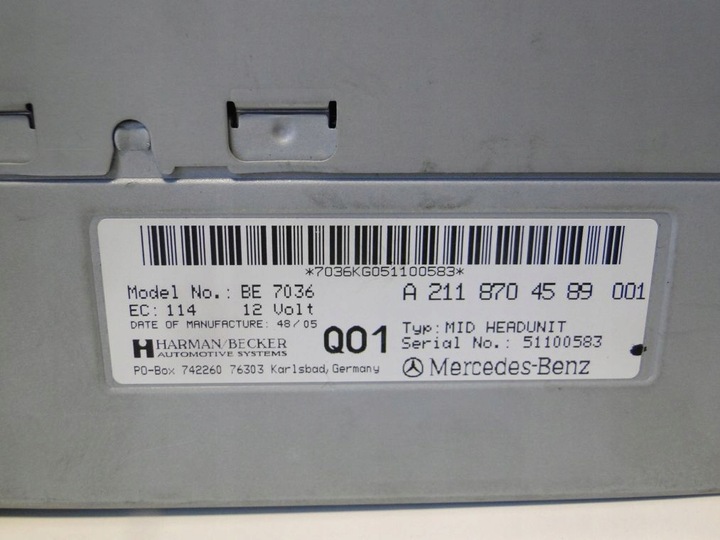 *7036KG051100583*
Model No.: BE 7036
A 211 870 45 89 001
EC: 114 12 Volt
DATE OF MANUFACTURE: 48/05
Q01
Typ: MID HEADUNIT
Serial No.: 51100583
HARMAN/BECKER
AUTOMOTIVE SYSTEMS
PO-Box 742260 76303 Karlsbad, Germany
Mercedes-Benz